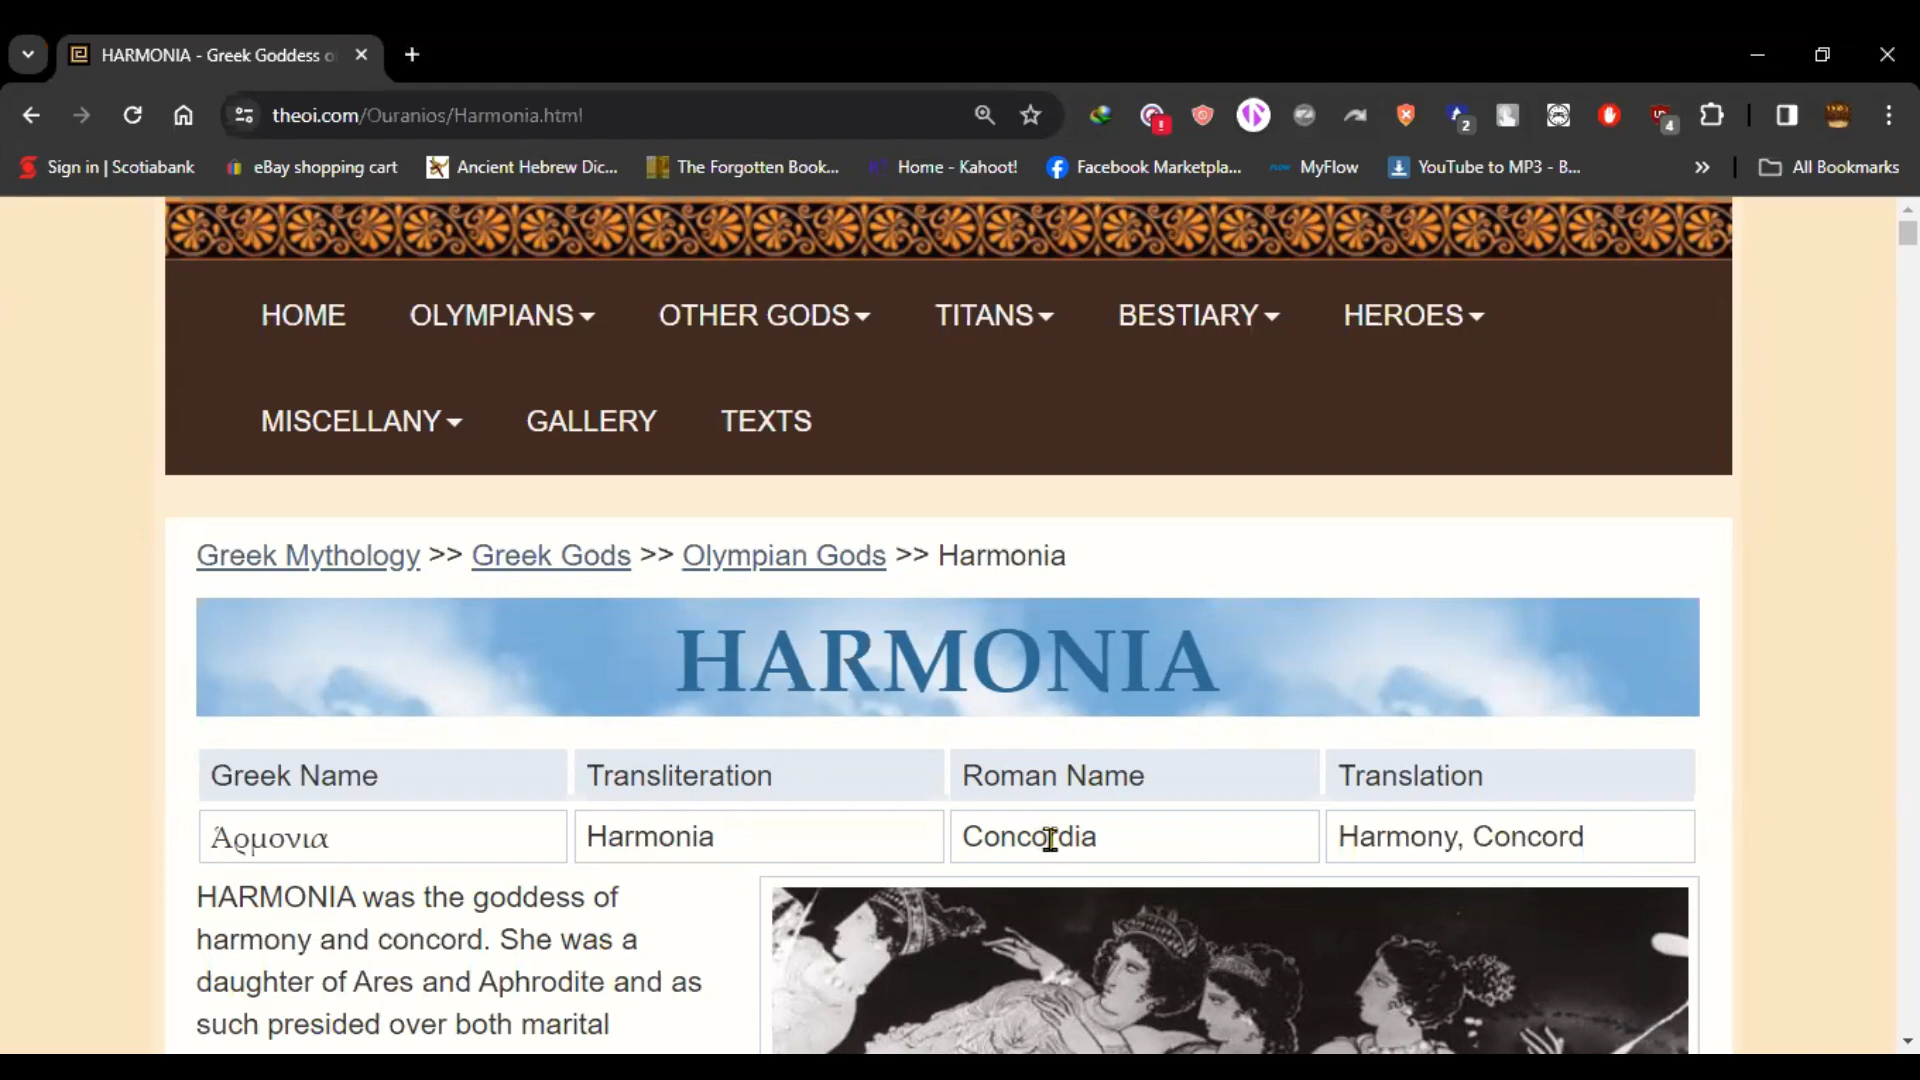 HARMONIA - Greek Goddess o
theoi.com/Ouranios/Harmonia.html
2
4
Sign in | Scotiabank
eBay shopping cart
Ancient Hebrew Dic...
The Forgotten Book...
Home - Kahoot!
Facebook Marketpla...
MyFlow
YouTube to MP3 - B...
All Bookmarks
HOME OLYMPIANS OTHER GODS TITANS BESTIARY HEROES
MISCELLANY GALLERY TEXTS
Greek Mythology >> Greek Gods >> Olympian Gods >> Harmonia
HARMONIA
Greek Name Transliteration Roman Name Translation
Ἁρμονια Harmonia Concordia Harmony, Concord
HARMONIA was the goddess of
harmony and concord. She was a
daughter of Ares and Aphrodite and as
such presided over both marital